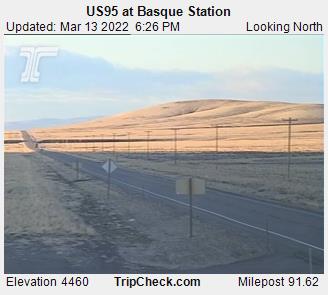 US95 at Basque Station
Updated: Mar 13 2022 6:26 PM Looking North
Elevation 4460 TripCheck.com Milepost 91.62